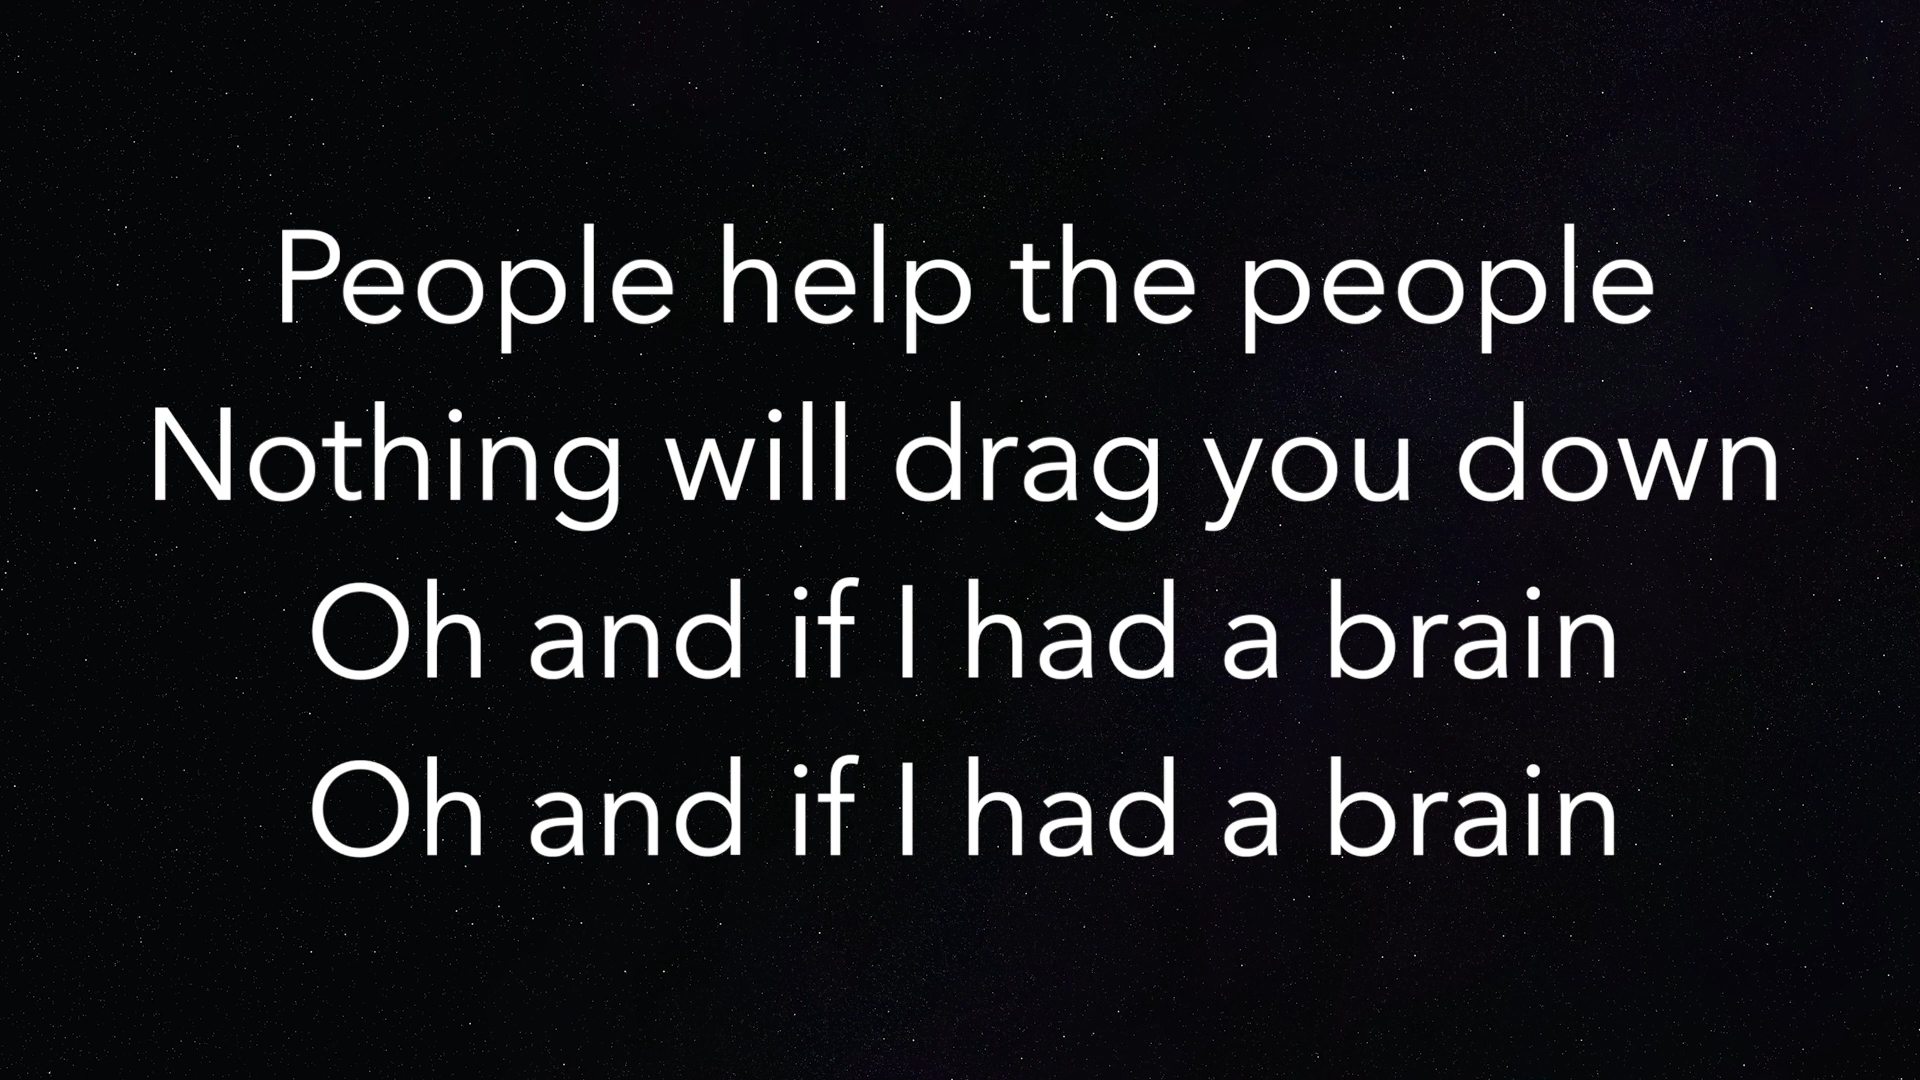 People help the people
Nothing will drag you down
Oh and if I had a brain
Oh and if I had a brain